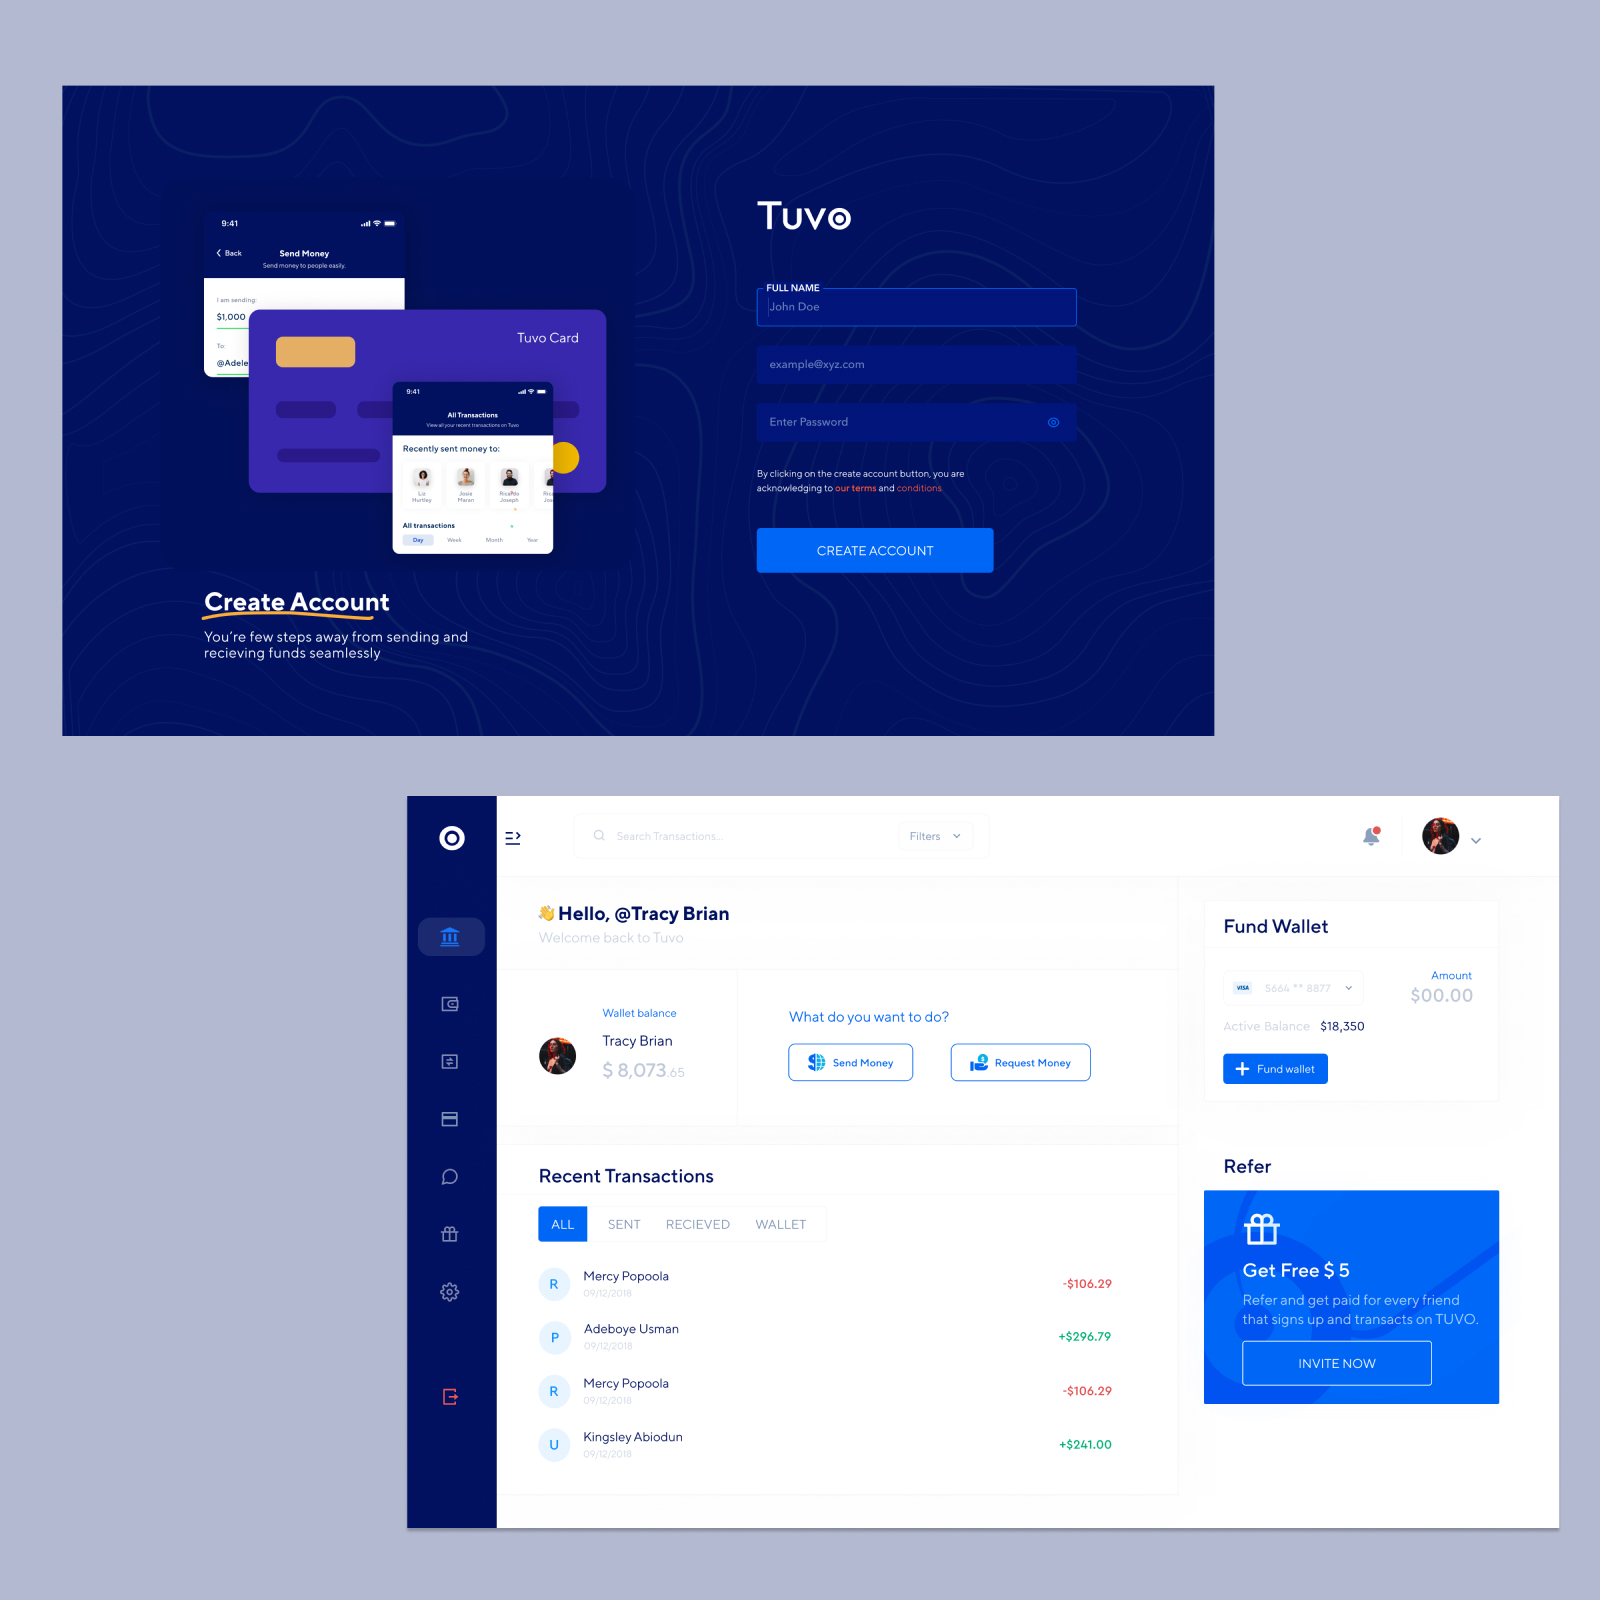 9:41
Back
Send Money
Send money to people easily.
I am sending:
$1,000
To:
@Adele
Tuvo Card
9:41
All Transactions
View all your recent transactions on Tuvo
Recently sent money to:
Liz Hurtley
Josie Maran
Ricardo Joseph
All transactions
Day Week Month Year
Create Account
You're few steps away from sending and
recieving funds seamlessly
Tuvo
FULL NAME
John Doe
example@xyz.com
Enter Password
By clicking on the create account button, you are
acknowledging to our terms and conditions
CREATE ACCOUNT
Search Transactions...
Filters
Hello, @Tracy Brian
Welcome back to Tuvo
Wallet balance
Tracy Brian
$ 8,073.65
What do you want to do?
Send Money
Request Money
Recent Transactions
ALL SENT RECIEVED WALLET
R
Mercy Popoola
09/12/2018
-$106.29
P
Adeboye Usman
09/12/2018
+$296.79
R
Mercy Popoola
09/12/2018
-$106.29
U
Kingsley Abiodun
09/12/2018
+$241.00
Fund Wallet
VISA 5664 ** 8877
Amount
$00.00
Active Balance $18,350
Fund wallet
Refer
Get Free $ 5
Refer and get paid for every friend
that signs up and transacts on TUVO.
INVITE NOW